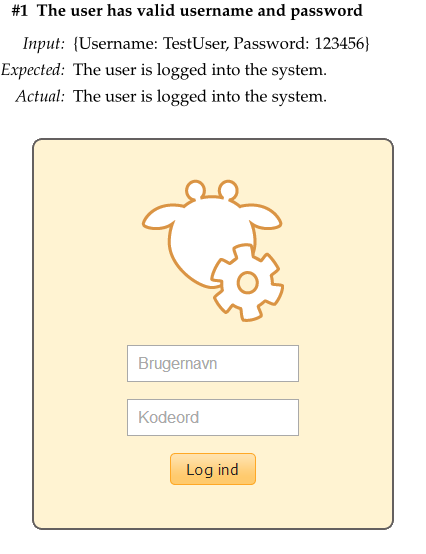 #1 The user has valid username and password
Input: {Username: TestUser, Password: 123456}
Expected: The user is logged into the system.
Actual: The user is logged into the system.
Brugernavn
Kodeord
Log ind